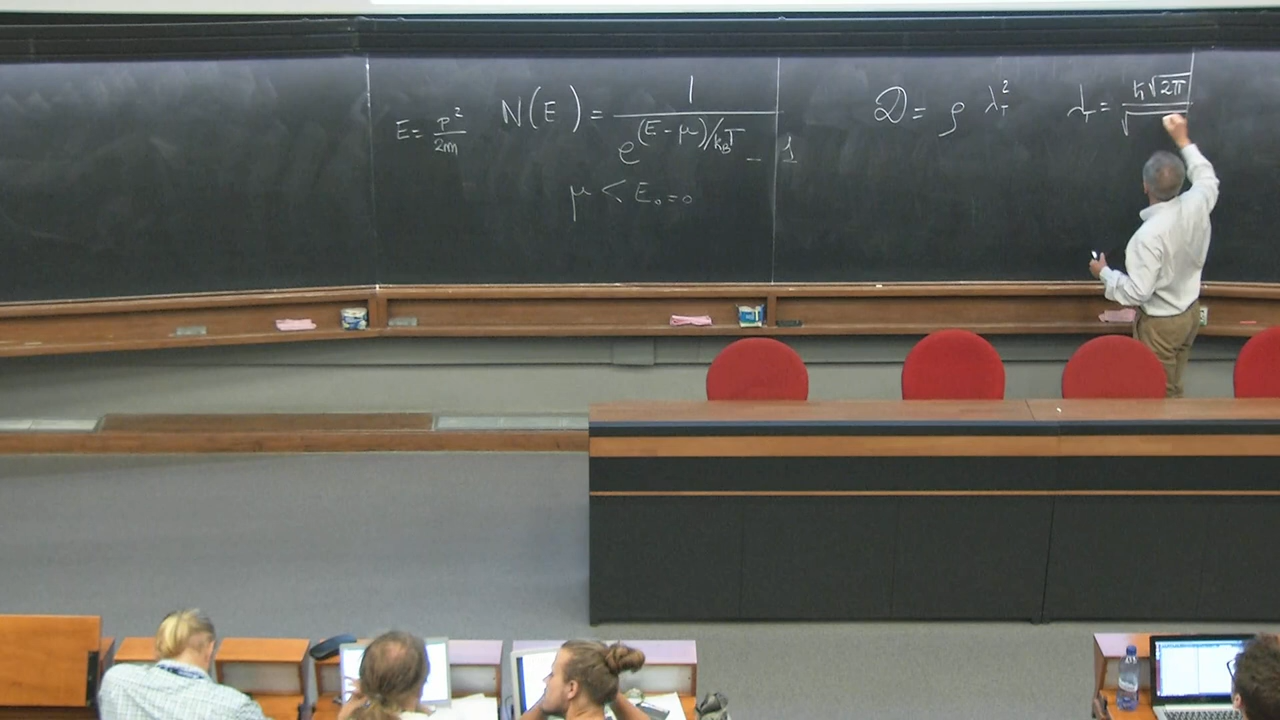 E = p²/2m N(E) = 1/(e^{(E-μ)/k_BT} - 1) 𝒟 = ρ λ_T² λ_T = ℏ√2π/√
μ < E₀ = 0